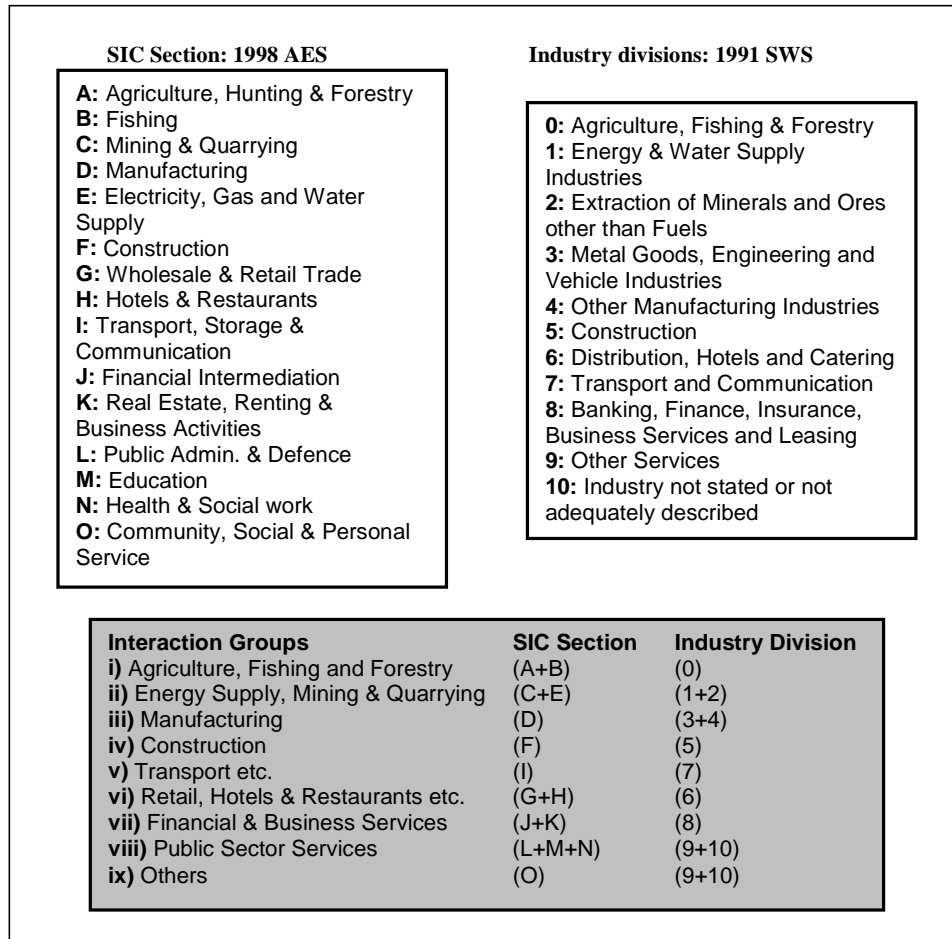 SIC Section: 1998 AES
A: Agriculture, Hunting & Forestry
B: Fishing
C: Mining & Quarrying
D: Manufacturing
E: Electricity, Gas and Water
Supply
F: Construction
G: Wholesale & Retail Trade
H: Hotels & Restaurants
I: Transport, Storage &
Communication
J: Financial Intermediation
K: Real Estate, Renting &
Business Activities
L: Public Admin. & Defence
M: Education
N: Health & Social work
O: Community, Social & Personal
Service
Industry divisions: 1991 SWS
0: Agriculture, Fishing & Forestry
1: Energy & Water Supply
Industries
2: Extraction of Minerals and Ores
other than Fuels
3: Metal Goods, Engineering and
Vehicle Industries
4: Other Manufacturing Industries
5: Construction
6: Distribution, Hotels and Catering
7: Transport and Communication
8: Banking, Finance, Insurance,
Business Services and Leasing
9: Other Services
10: Industry not stated or not
adequately described
Interaction Groups SIC Section Industry Division
i) Agriculture, Fishing and Forestry (A+B) (0)
ii) Energy Supply, Mining & Quarrying (C+E) (1+2)
iii) Manufacturing (D) (3+4)
iv) Construction (F) (5)
v) Transport etc. (I) (7)
vi) Retail, Hotels & Restaurants etc. (G+H) (6)
vii) Financial & Business Services (J+K) (8)
viii) Public Sector Services (L+M+N) (9+10)
ix) Others (O) (9+10)